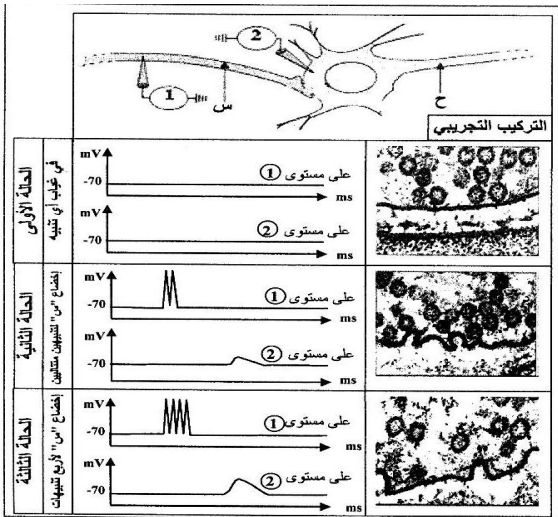 2
1
س
ح
التركيب التجريبي
الحالة الأولى
في غياب أي تنبيه
mV
-70
على مستوى 1
ms
mV
-70
على مستوى 2
ms
الحالة الثانية
إخضاع "س" لتنبيهين متتاليين
mV
-70
على مستوى 1
ms
mV
-70
على مستوى 2
ms
الحالة الثالثة
إخضاع "س" لأربع تنبيهات
mV
-70
على مستوى 1
ms
mV
-70
على مستوى 2
ms